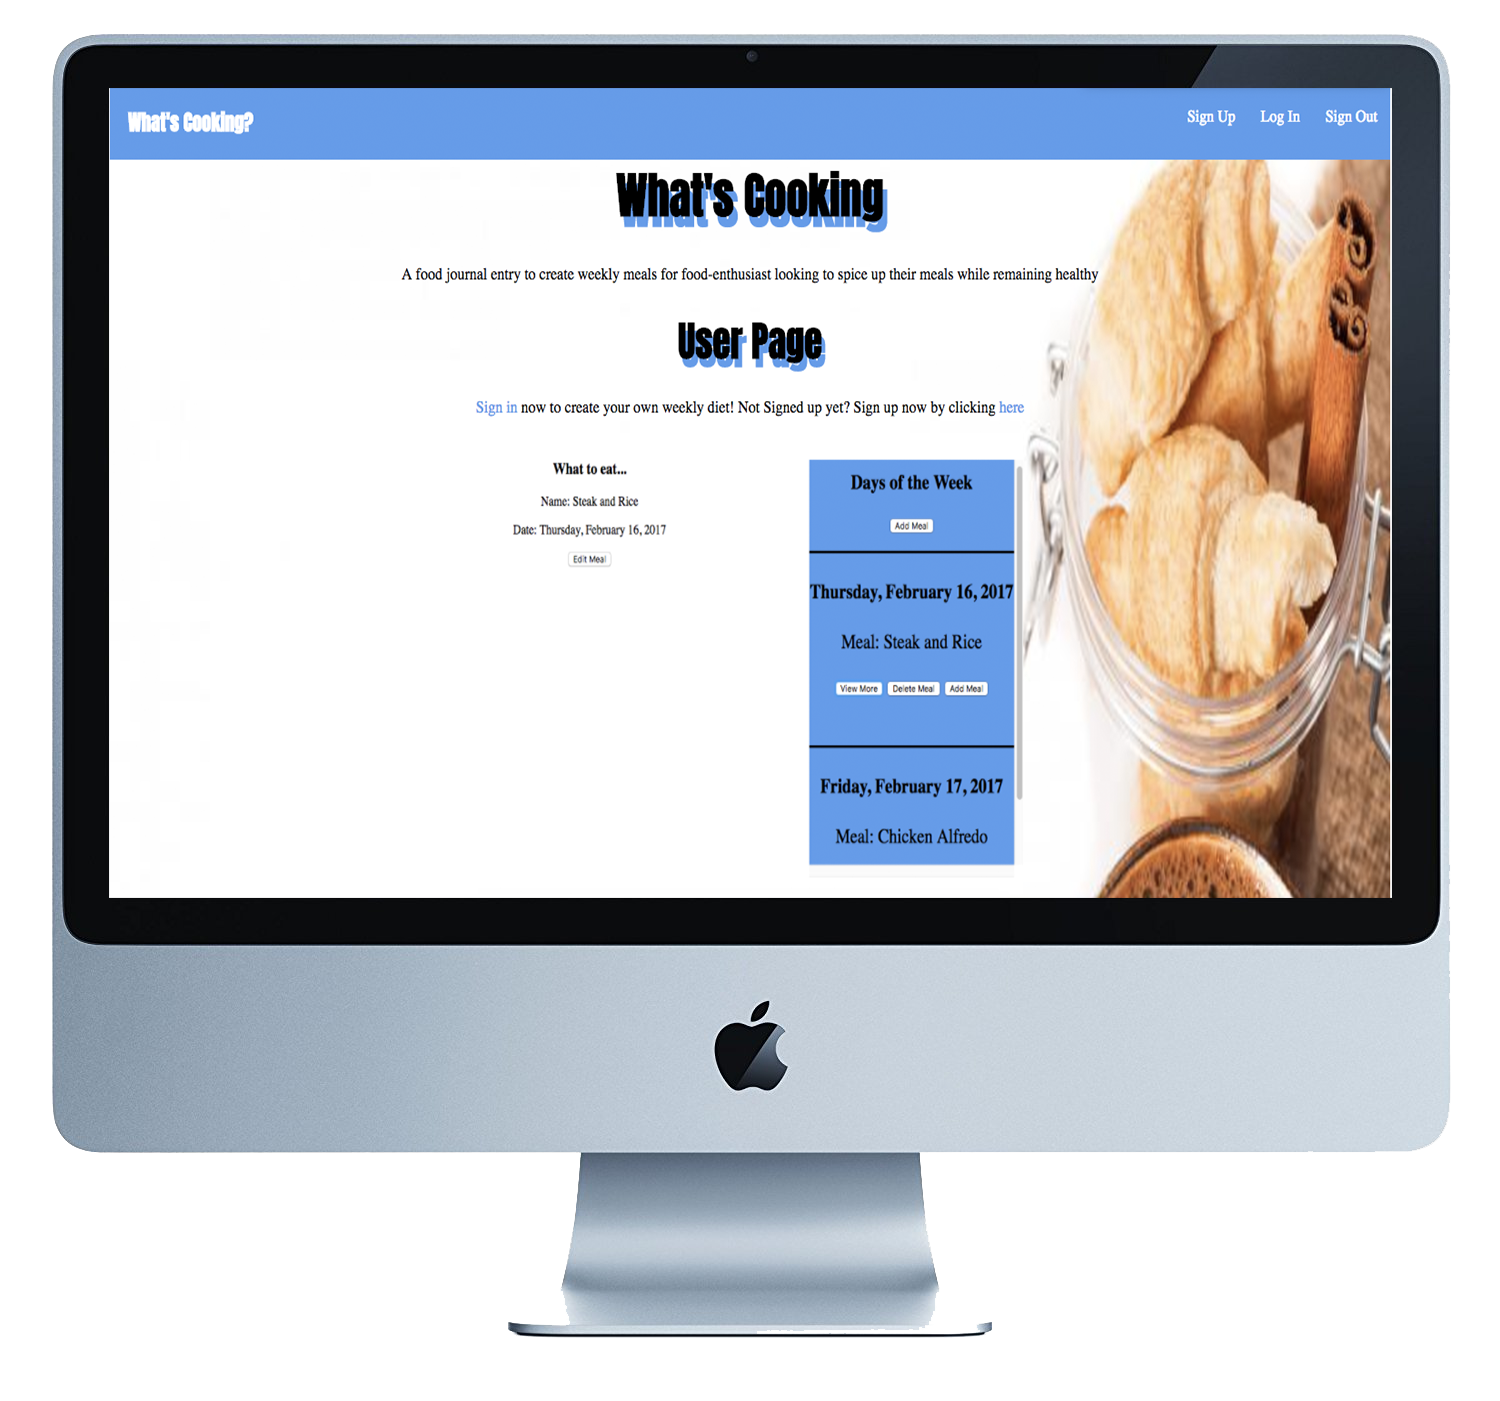 What's Cooking?
Sign Up Log In Sign Out
What's Cooking
A food journal entry to create weekly meals for food-enthusiast looking to spice up their meals while remaining healthy
User Page
Sign in now to create your own weekly diet! Not Signed up yet? Sign up now by clicking here
What to eat...
Name: Steak and Rice
Date: Thursday, February 16, 2017
Edit Meal
Days of the Week
Add Meal
Thursday, February 16, 2017
Meal: Steak and Rice
View More Delete Meal Add Meal
Friday, February 17, 2017
Meal: Chicken Alfredo